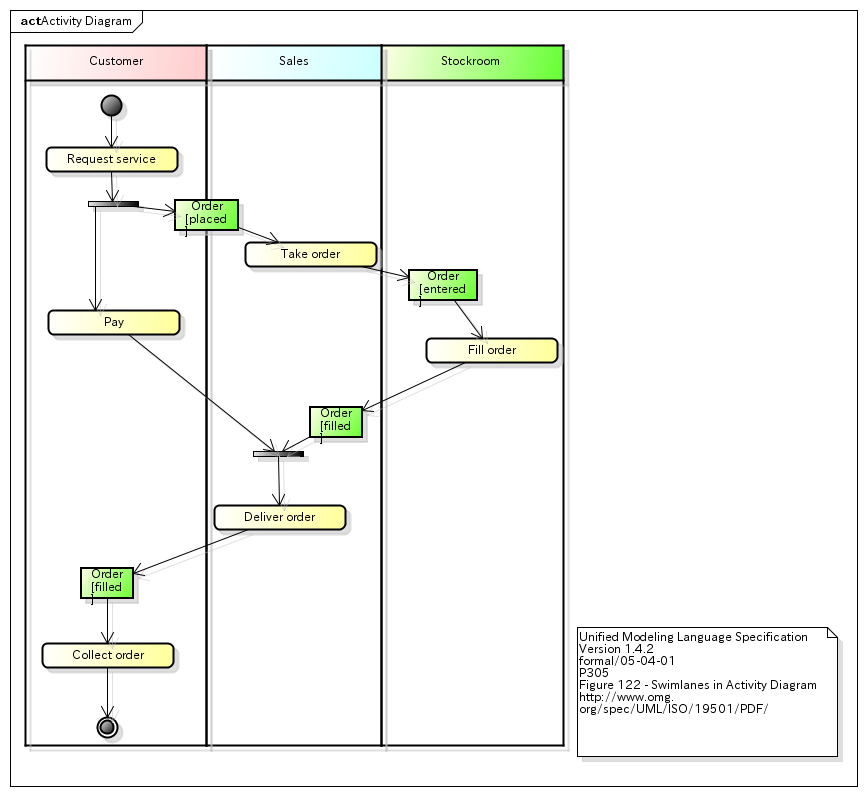 actActivity Diagram
Customer
Sales
Stockroom
Request service
Order
[placed
]
Take order
Order
[entered
]
Pay
Fill order
Order
[filled
]
Deliver order
Order
[filled
]
Collect order
Unified Modeling Language Specification
Version 1.4.2
formal/05-04-01
P305
Figure 122 - Swimlanes in Activity Diagram
http://www.omg.
org/spec/UML/ISO/19501/PDF/